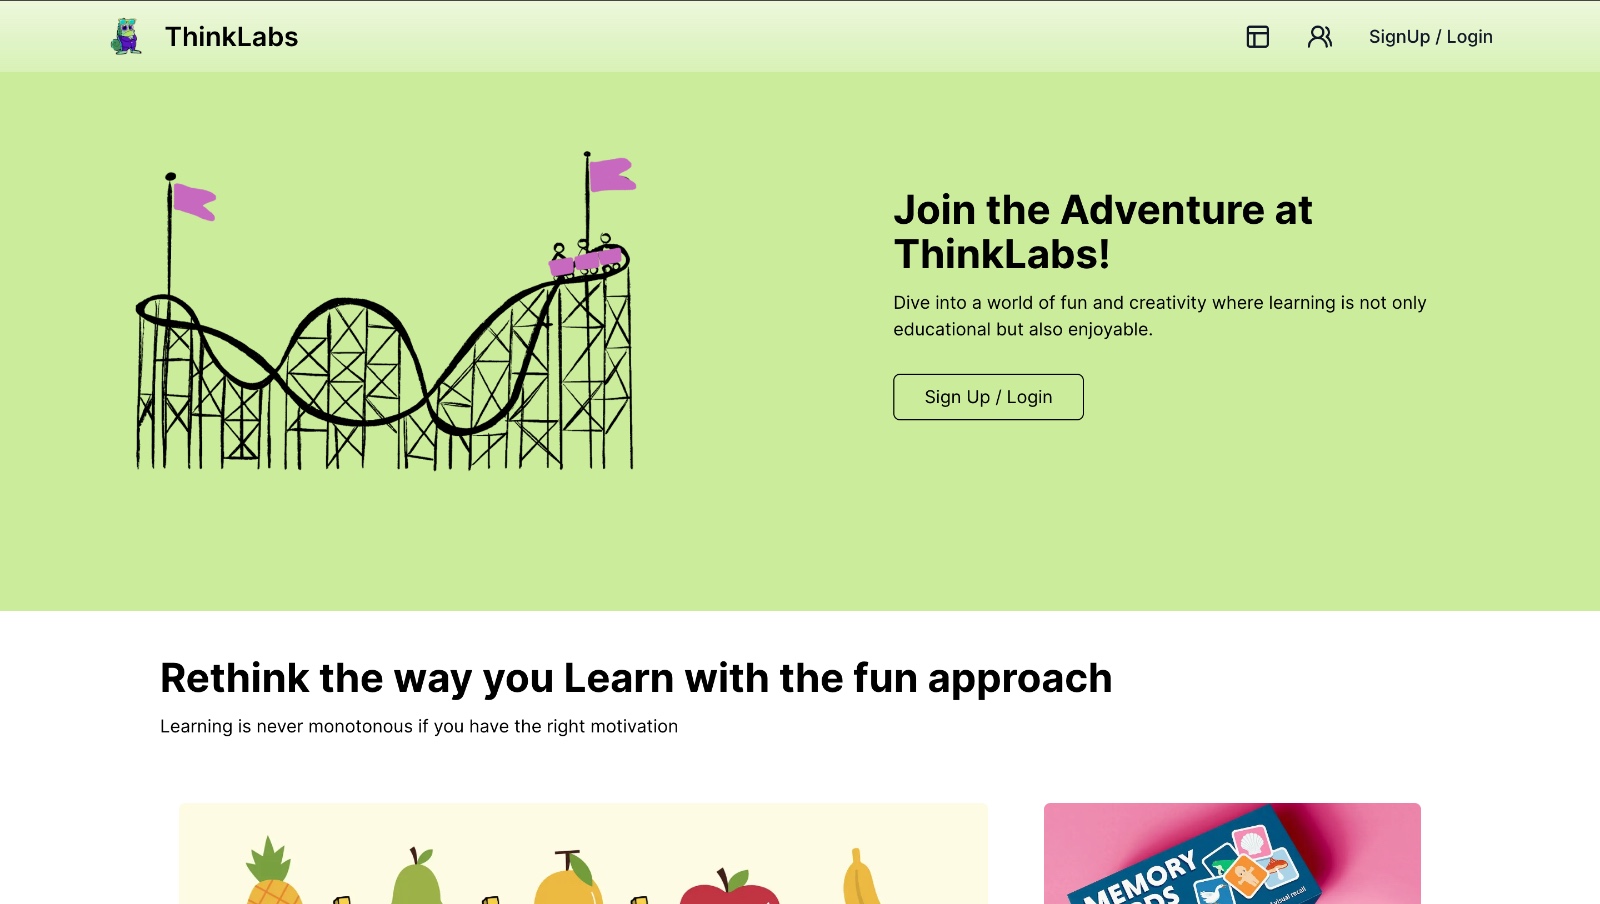 ThinkLabs
SignUp / Login
Join the Adventure at
ThinkLabs!
Dive into a world of fun and creativity where learning is not only
educational but also enjoyable.
Sign Up / Login
Rethink the way you Learn with the fun approach
Learning is never monotonous if you have the right motivation
MEMORY
visual recall